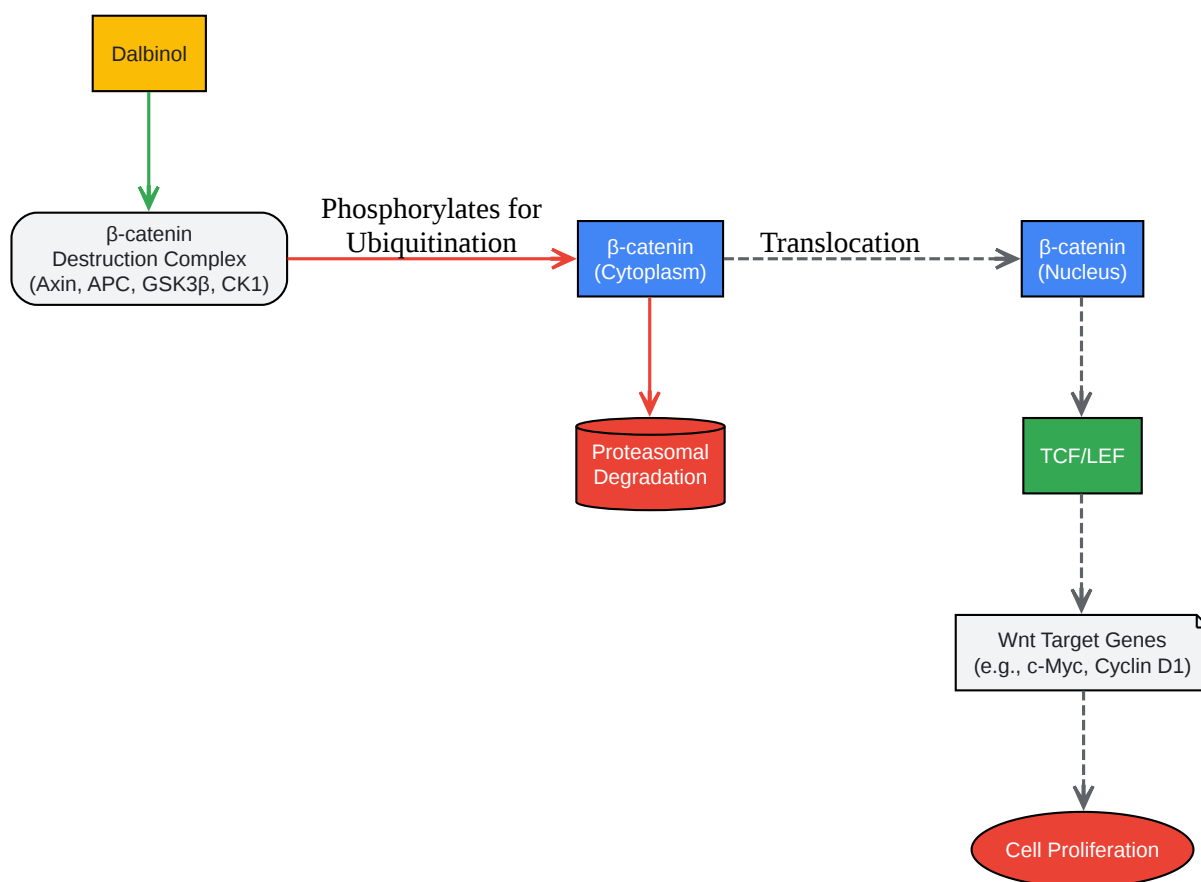 Dalbinol
β-catenin
Destruction Complex
(Axin, APC, GSK3β, CK1)
Phosphorylates for
Ubiquitination
β-catenin
(Cytoplasm)
Translocation
β-catenin
(Nucleus)
Proteasomal
Degradation
TCF/LEF
Wnt Target Genes
(e.g., c-Myc, Cyclin D1)
Cell Proliferation